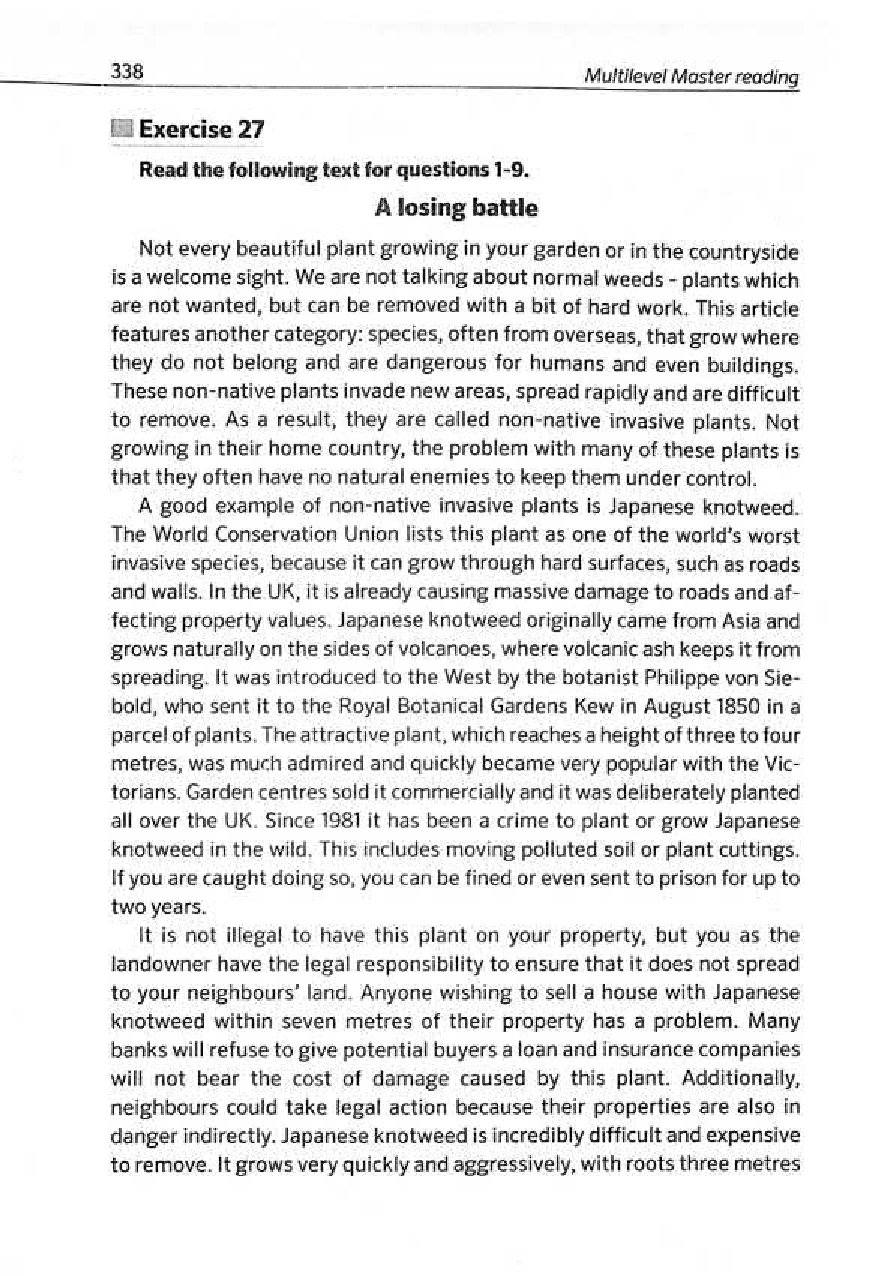 338
Multilevel Master reading
Exercise 27
Read the following text for questions 1-9.
A losing battle
Not every beautiful plant growing in your garden or in the countryside
is a welcome sight. We are not talking about normal weeds - plants which
are not wanted, but can be removed with a bit of hard work. This article
features another category: species, often from overseas, that grow where
they do not belong and are dangerous for humans and even buildings.
These non-native plants invade new areas, spread rapidly and are difficult
to remove. As a result, they are called non-native invasive plants. Not
growing in their home country, the problem with many of these plants is
that they often have no natural enemies to keep them under control.
A good example of non-native invasive plants is Japanese knotweed.
The World Conservation Union lists this plant as one of the world's worst
invasive species, because it can grow through hard surfaces, such as roads
and walls. In the UK, it is already causing massive damage to roads and af-
fecting property values. Japanese knotweed originally came from Asia and
grows naturally on the sides of volcanoes, where volcanic ash keeps it from
spreading. It was introduced to the West by the botanist Philippe von Sie-
bold, who sent it to the Royal Botanical Gardens Kew in August 1850 in a
parcel of plants. The attractive plant, which reaches a height of three to four
metres, was much admired and quickly became very popular with the Vic-
torians. Garden centres sold it commercially and it was deliberately planted
all over the UK. Since 1981 it has been a crime to plant or grow Japanese
knotweed in the wild. This includes moving polluted soil or plant cuttings.
If you are caught doing so, you can be fined or even sent to prison for up to
two years.
It is not illegal to have this plant on your property, but you as the
landowner have the legal responsibility to ensure that it does not spread
to your neighbours' land. Anyone wishing to sell a house with Japanese
knotweed within seven metres of their property has a problem. Many
banks will refuse to give potential buyers a loan and insurance companies
will not bear the cost of damage caused by this plant. Additionally,
neighbours could take legal action because their properties are also in
danger indirectly. Japanese knotweed is incredibly difficult and expensive
to remove. It grows very quickly and aggressively, with roots three metres